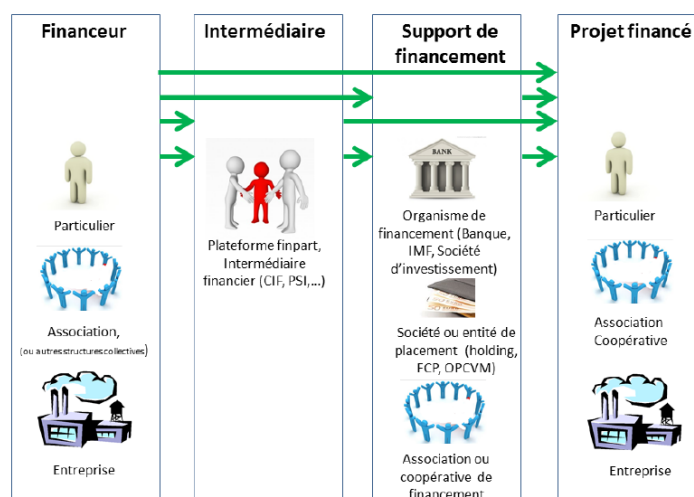 Financeur
Particulier
Association,
(ou autres structures collectives)
Entreprise
Intermédiaire
Plateforme finpart,
Intermédiaire
financier (CIF, PSI,...)
Support de
financement
BANK
Organisme de
financement (Banque,
IMF, Société
d'investissement)
Société ou entité de
placement (holding,
FCP, OPCVM)
Association ou
coopérative de
financement
Projet financé
Particulier
Association
Coopérative
Entreprise